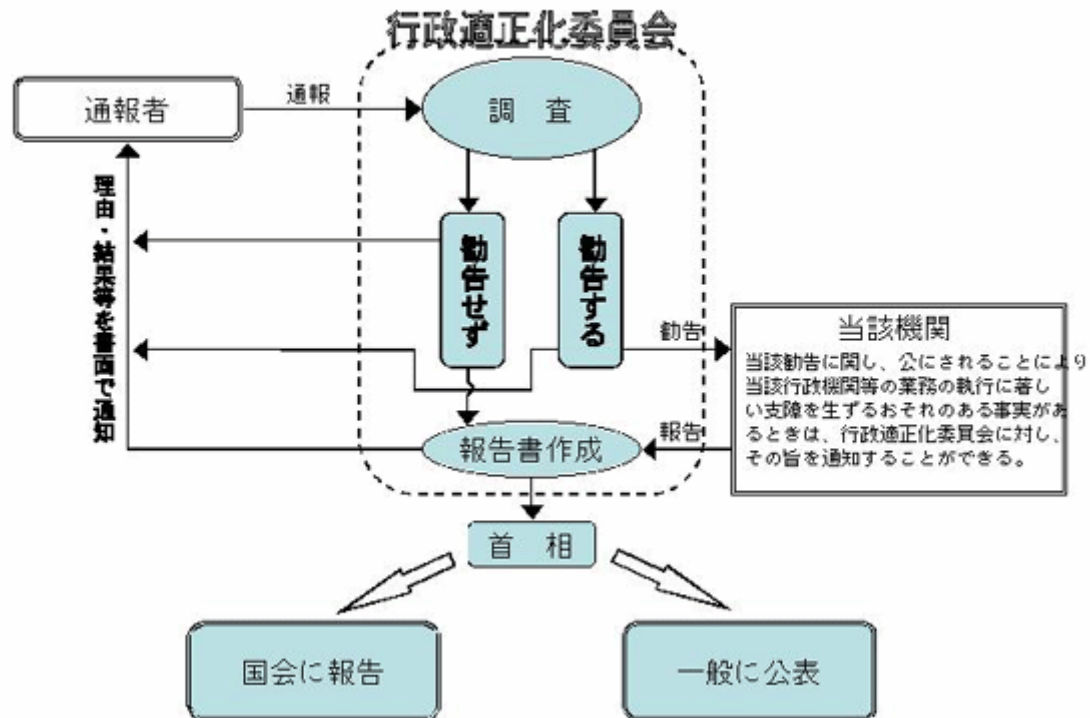 行政適正化委員会
通報者
通報
調 査
理由・結果等を書面で通知
勧告せず
勧告する
勧告
当該機関
当該勧告に関し、公にされることにより
当該行政機関等の業務の執行に著し
い支障を生ずるおそれのある事実があ
るときは、行政適正化委員会に対し、
その旨を通知することができる。
報告
報告書作成
首 相
国会に報告
一般に公表